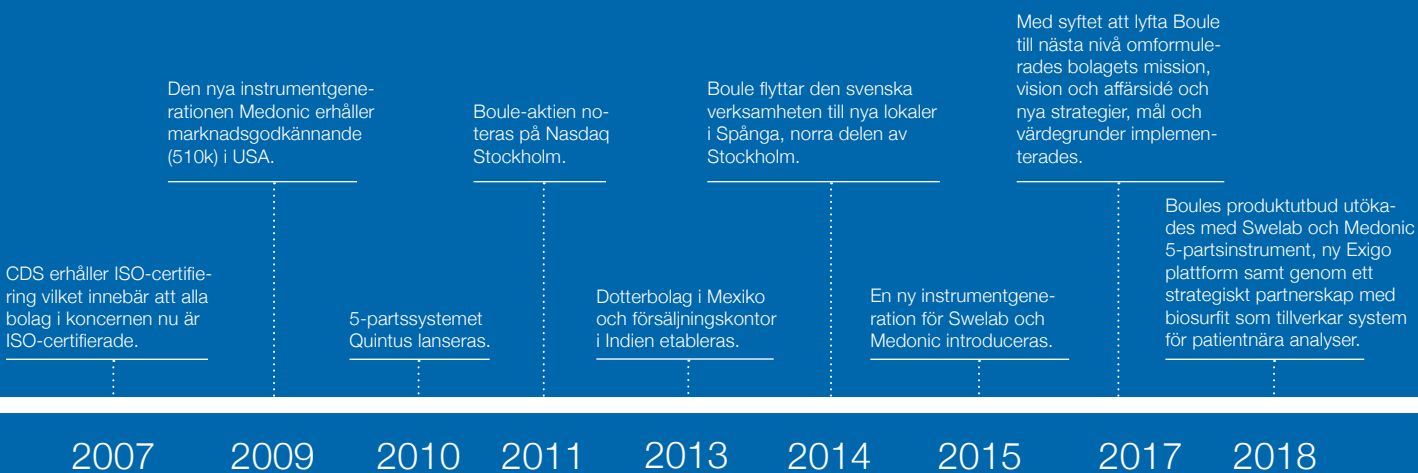 Med syftet att lyfta Boule
till nästa nivå omformule-
rades bolagets mission,
vision och affärsidé och
nya strategier, mål och
värdegrunder implemen-
terades.
Den nya instrumentgene-
rationen Medonic erhåller
marknadsgodkännande
(510k) i USA.
Boule-aktien no-
teras på Nasdaq
Stockholm.
Boule flyttar den svenska
verksamheten till nya lokaler
i Spånga, norra delen av
Stockholm.
Boules produktutbud utöka-
des med Swelab och Medonic
5-partsinstrument, ny Exigo
plattform samt genom ett
strategiskt partnerskap med
biosurfit som tillverkar system
för patientnära analyser.
CDS erhåller ISO-certifie-
ring vilket innebär att alla
bolag i koncernen nu är
ISO-certifierade.
5-partssystemet
Quintus lanseras.
Dotterbolag i Mexiko
och försäljningskontor
i Indien etableras.
En ny instrumentgene-
ration för Swelab och
Medonic introduceras.
2007 2009 2010 2011 2013 2014 2015 2017 2018